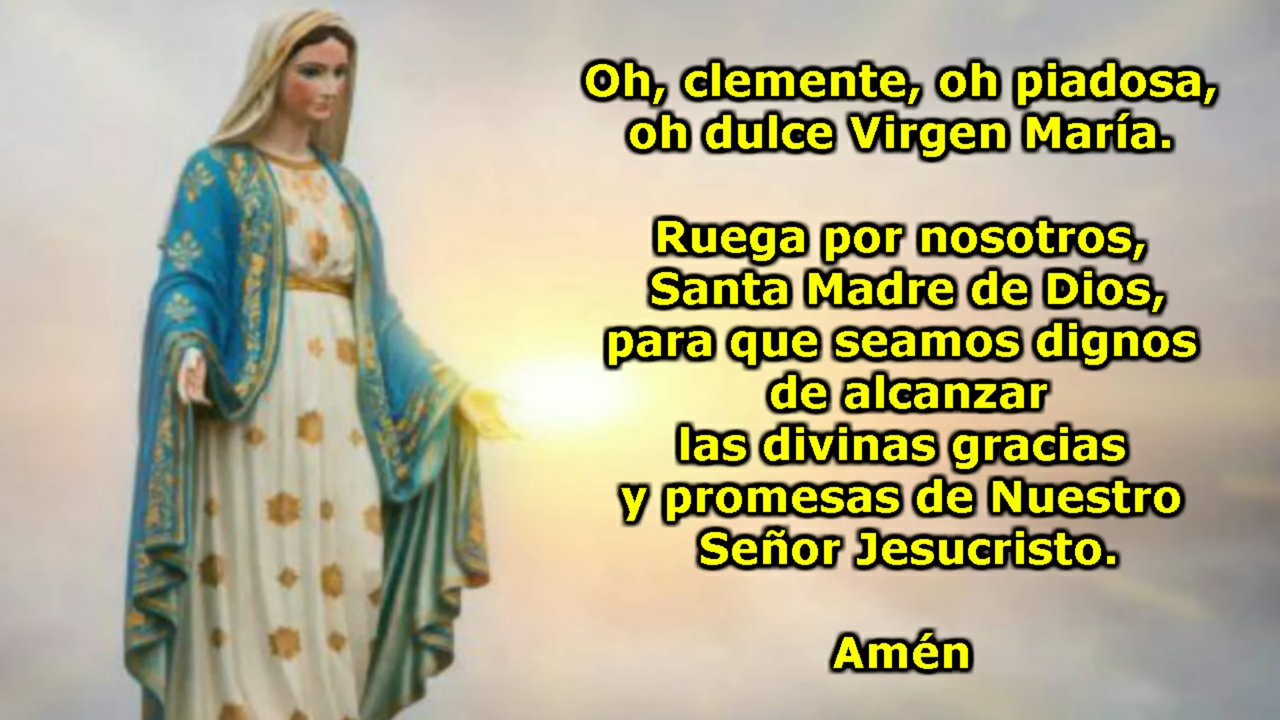 Oh, clemente, oh piadosa,
oh dulce Virgen María.
Ruega por nosotros,
Santa Madre de Dios,
para que seamos dignos
de alcanzar
las divinas gracias
y promesas de Nuestro
Señor Jesucristo.
Amén